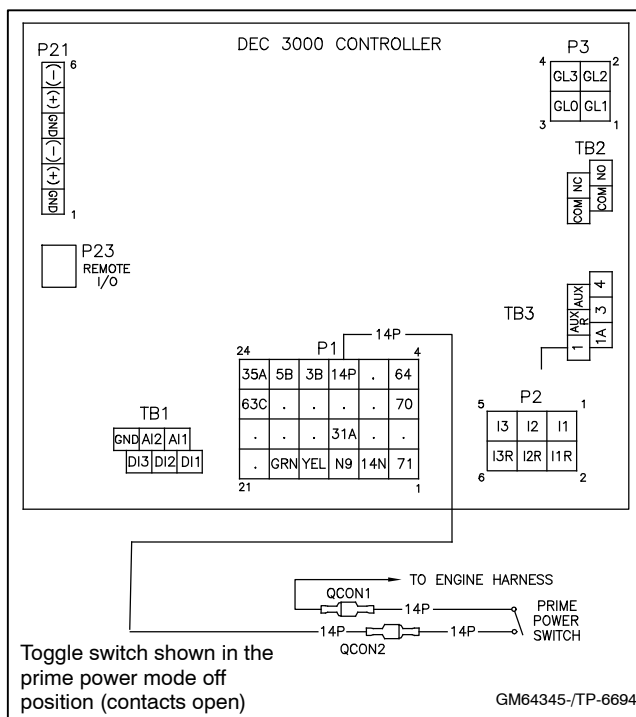 DEC 3000 CONTROLLER
P21
6
(−)
(+)
GND
(−)
(+)
GND
1
P23
REMOTE
I/O
P3
4 2
GL3 GL2
GL0 GL1
3 1
TB2
COM NC
COM NO
TB3
1 AUX R AUX
1A 3 4
14P
P1
24 4
35A 5B 3B 14P . 64
63C . . . . 70
. . . 31A . .
. GRN YEL N9 14N 71
21 1
TB1
GND AI2 AI1
DI3 DI2 DI1
P2
5 1
I3 I2 I1
I3R I2R I1R
6 2
TO ENGINE HARNESS
QCON1
14P
14P 14P
QCON2
PRIME
POWER
SWITCH
Toggle switch shown in the
prime power mode off
position (contacts open)
GM64345-/TP-6694